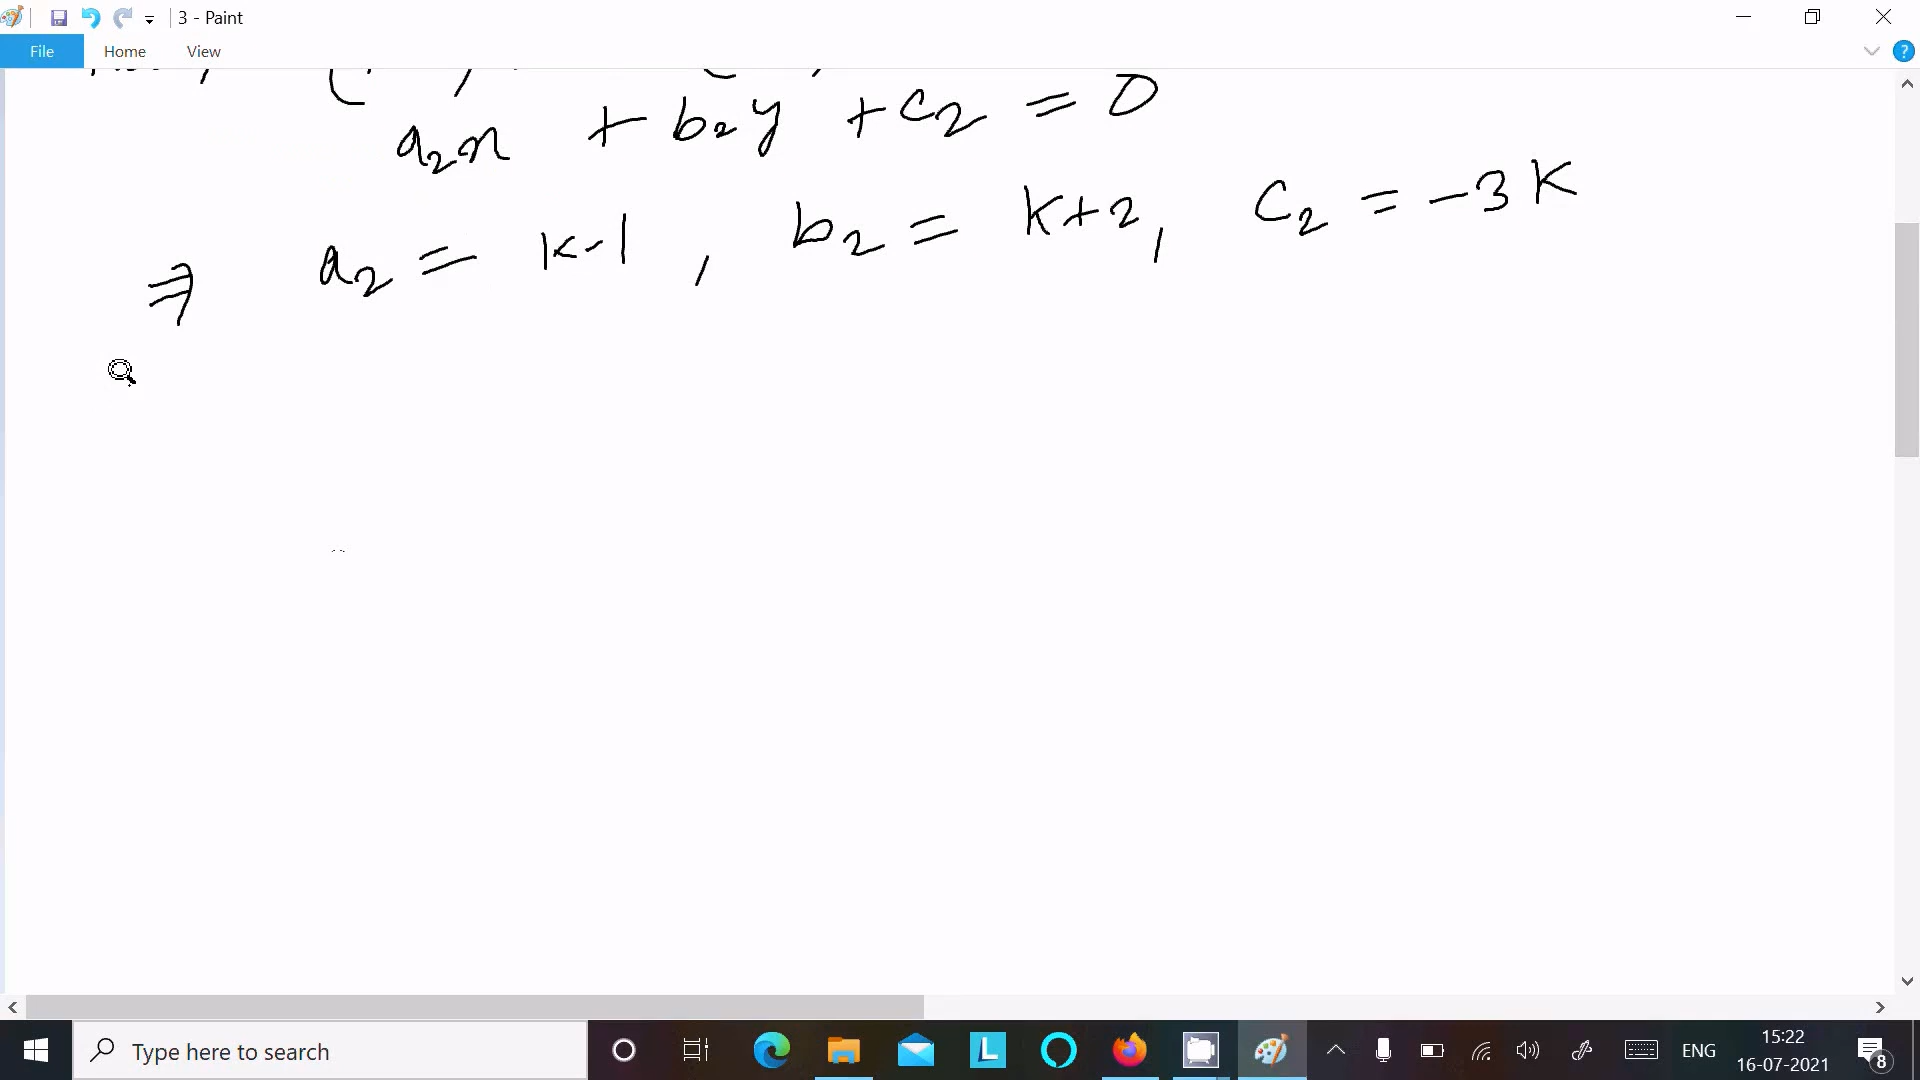 3 - Paint
File Home View
a₂x + b₂y + c₂ = 0
⇒ a₂ = k-1 , b₂ = k+2, c₂ = -3k
Type here to search
ENG
15:22
16-07-2021
8